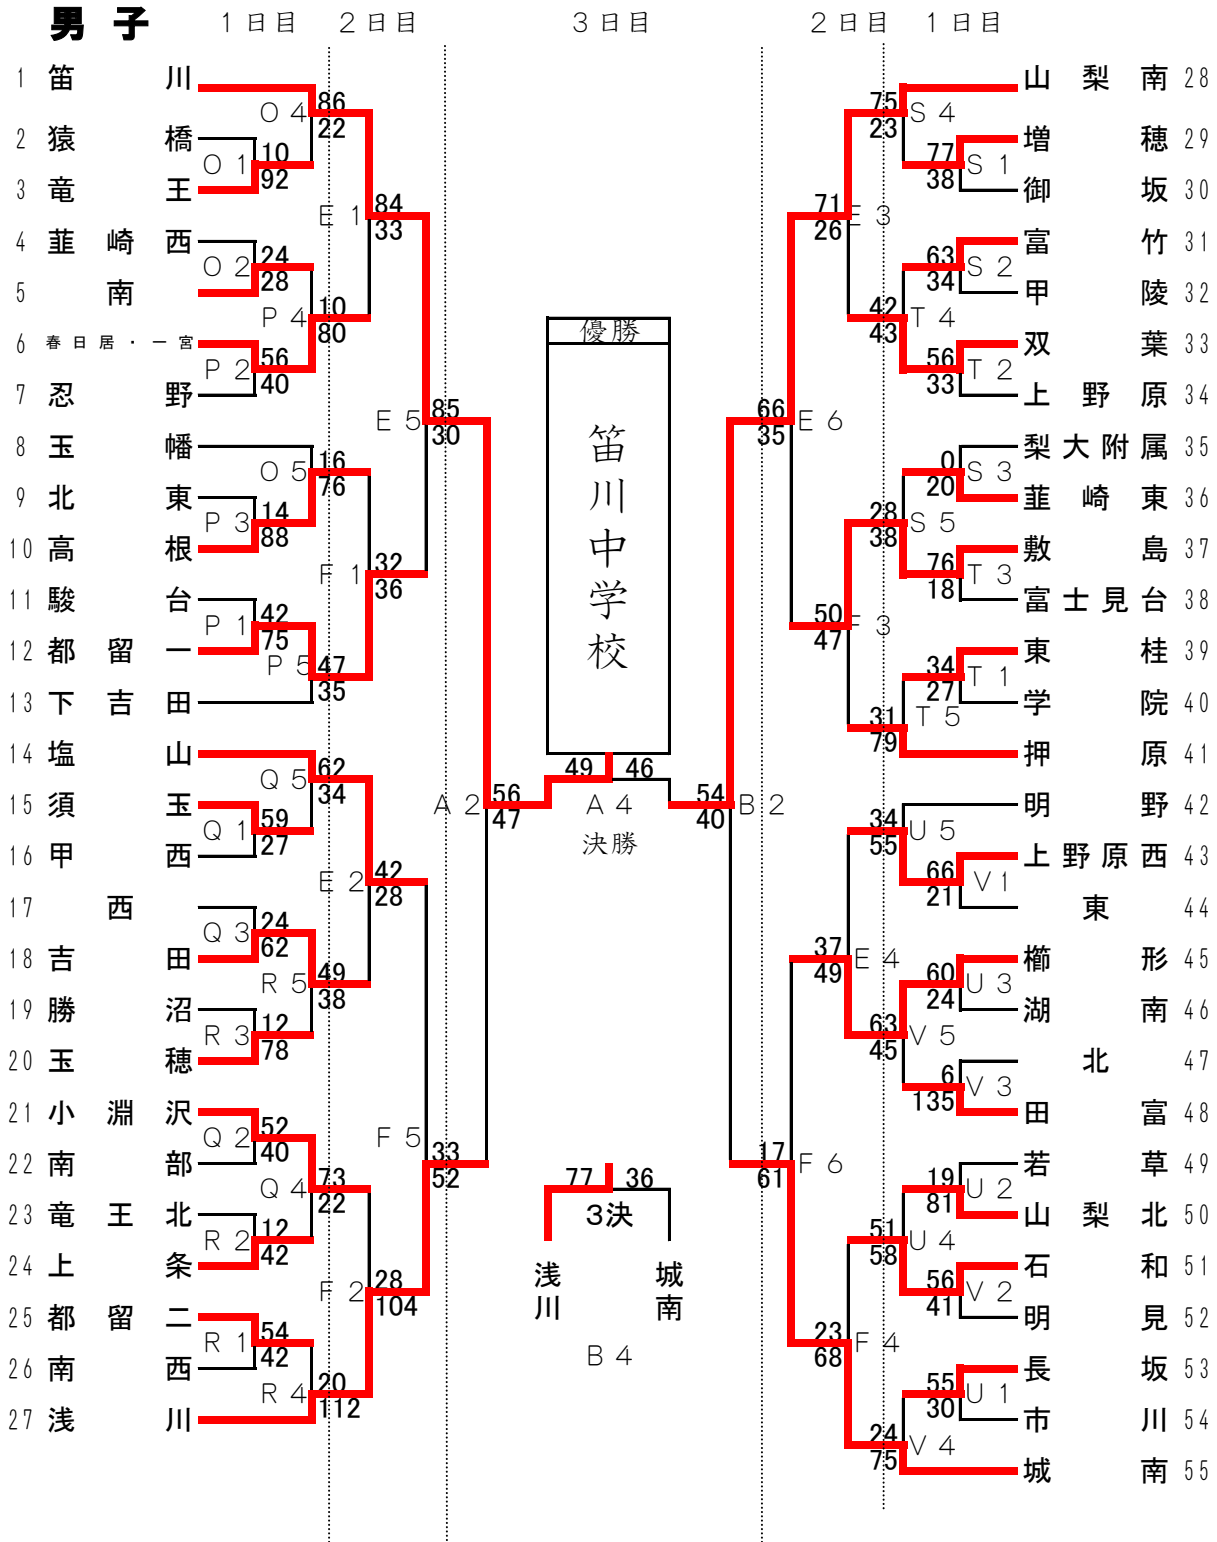 男子 1日目 2日目 3日目 2日目 1日目
1 笛川
2 猿橋
3 竜王
4 韮崎西
5 南
6 春日居・一宮
7 忍野
8 玉幡
9 北東
10 高根
11 駿台
12 都留一
13 下吉田
14 塩山
15 須玉
16 甲西
17 西
18 吉田
19 勝沼
20 玉穂
21 小淵沢
22 南部
23 竜王北
24 上条
25 都留二
26 南西
27 浅川
O4 86 22
O1 10 92
E1 84 33
O2 24 28
P4 10 80
P2 56 40
E5 85 30
O5 16 76
P3 14 88
F1 32 36
P1 42 75
P5 47 35
Q5 62 34
Q1 59 27
A2 56 47
E2 42 28
Q3 24 62
R5 49 38
R3 12 78
Q2 52 40
F5 33 52
Q4 73 22
R2 12 42
F2 28 104
R1 54 42
R4 20 112
優勝
笛川中学校
49 46
A4
決勝
77 36
3決
浅川 城南
B4
75 23 S4
77 38 S1
71 26 E3
63 34 S2
42 43 T4
56 33 T2
66 35 E6
0 20 S3
28 38 S5
76 18 T3
50 47 F3
34 27 T1
31 79 T5
54 40 B2
34 55 U5
66 21 V1
37 49 E4
60 24 U3
63 45 V5
6 135 V3
17 61 F6
19 81 U2
51 58 U4
56 41 V2
23 68 F4
55 30 U1
24 75 V4
山梨南 28
増穂 29
御坂 30
富竹 31
甲陵 32
双葉 33
上野原 34
梨大附属 35
韮崎東 36
敷島 37
富士見台 38
東桂 39
学院 40
押原 41
明野 42
上野原西 43
東 44
櫛形 45
湖南 46
北 47
田富 48
若草 49
山梨北 50
石和 51
明見 52
長坂 53
市川 54
城南 55